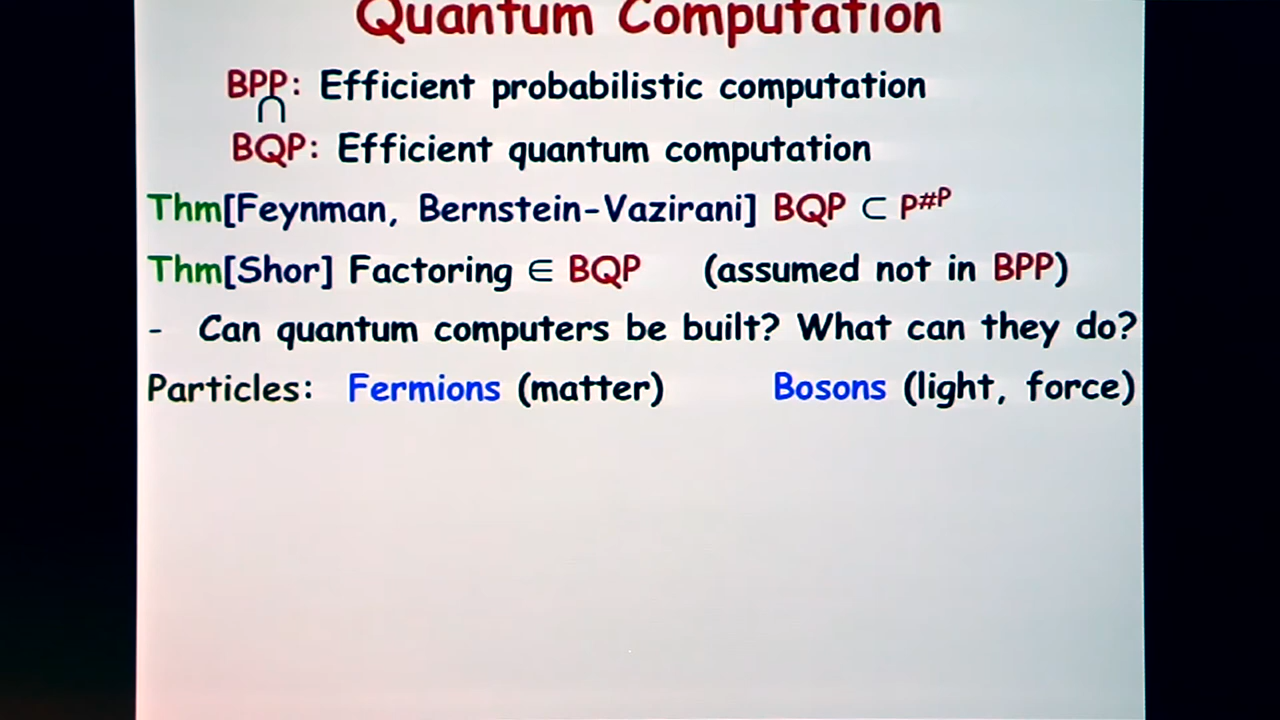 Quantum Computation
BPP: Efficient probabilistic computation
∩
BQP: Efficient quantum computation
Thm[Feynman, Bernstein-Vazirani] BQP ⊂ P^#P
Thm[Shor] Factoring ∈ BQP (assumed not in BPP)
- Can quantum computers be built? What can they do?
Particles: Fermions (matter) Bosons (light, force)